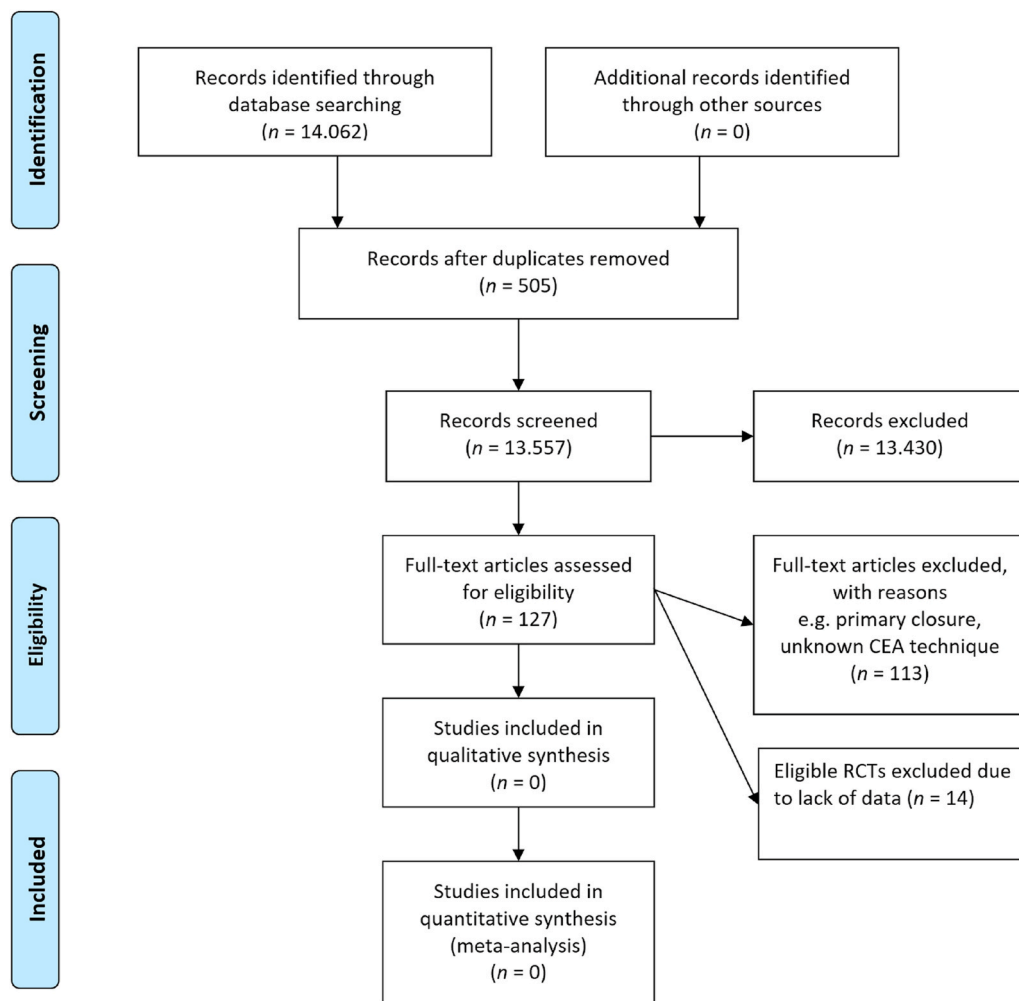 Identification
Records identified through
database searching
(n = 14.062)
Additional records identified
through other sources
(n = 0)
Records after duplicates removed
(n = 505)
Screening
Records screened
(n = 13.557)
Records excluded
(n = 13.430)
Eligibility
Full-text articles assessed
for eligibility
(n = 127)
Full-text articles excluded,
with reasons
e.g. primary closure,
unknown CEA technique
(n = 113)
Studies included in
qualitative synthesis
(n = 0)
Eligible RCTs excluded due
to lack of data (n = 14)
Included
Studies included in
quantitative synthesis
(meta-analysis)
(n = 0)